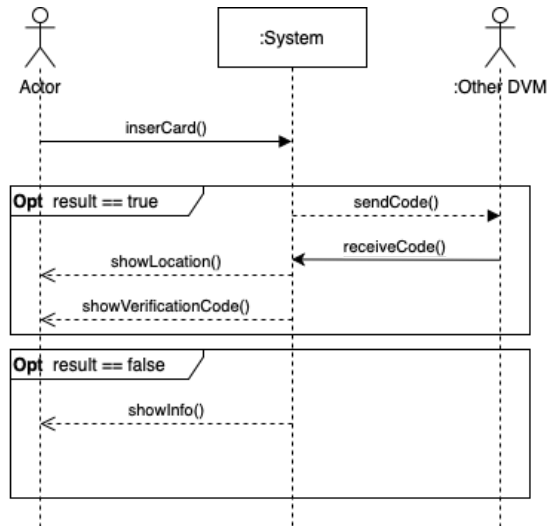 :System
Actor
:Other DVM
inserCard()
Opt result == true
sendCode()
receiveCode()
showLocation()
showVerificationCode()
Opt result == false
showInfo()